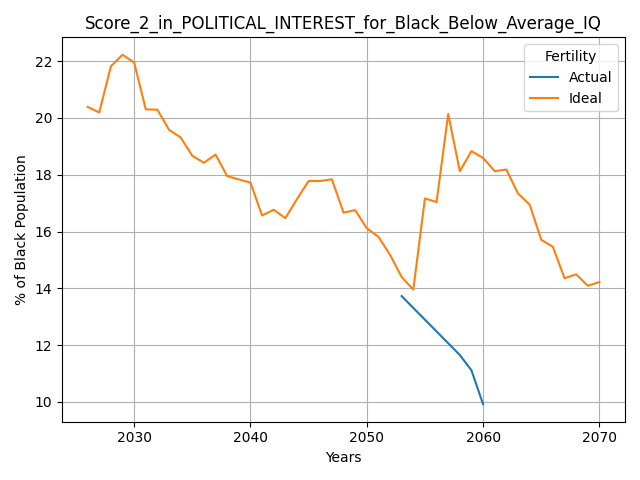 Score_2_in_POLITICAL_INTEREST_for_Black_Below_Average_IQ
Fertility
Actual
Ideal
% of Black Population
22
20
18
16
14
12
10
2030 2040 2050 2060 2070
Years